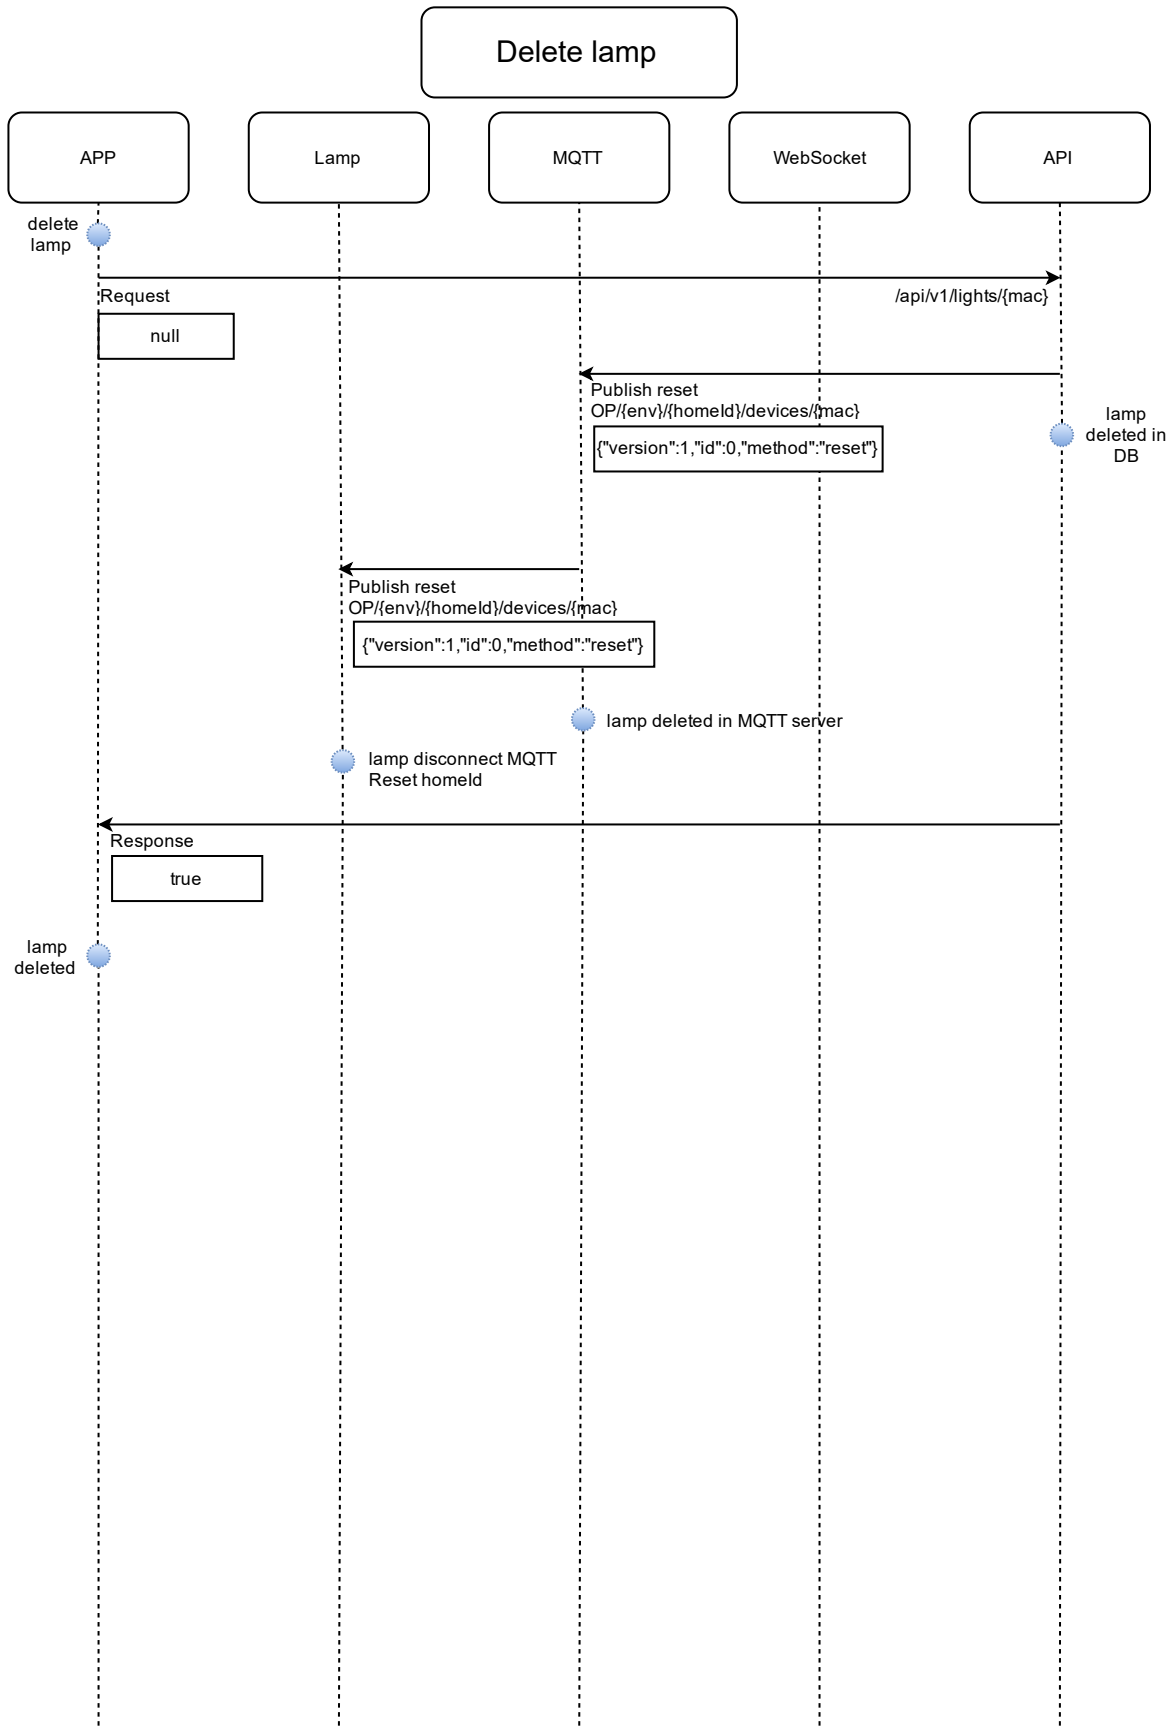 Delete lamp
APP
Lamp
MQTT
WebSocket
API
delete
lamp
Request
/api/v1/lights/{mac}
null
Publish reset
OP/{env}/{homeId}/devices/{mac}
{"version":1,"id":0,"method":"reset"}
lamp
deleted in
DB
Publish reset
OP/{env}/{homeId}/devices/{mac}
{"version":1,"id":0,"method":"reset"}
lamp deleted in MQTT server
lamp disconnect MQTT
Reset homeId
Response
true
lamp
deleted